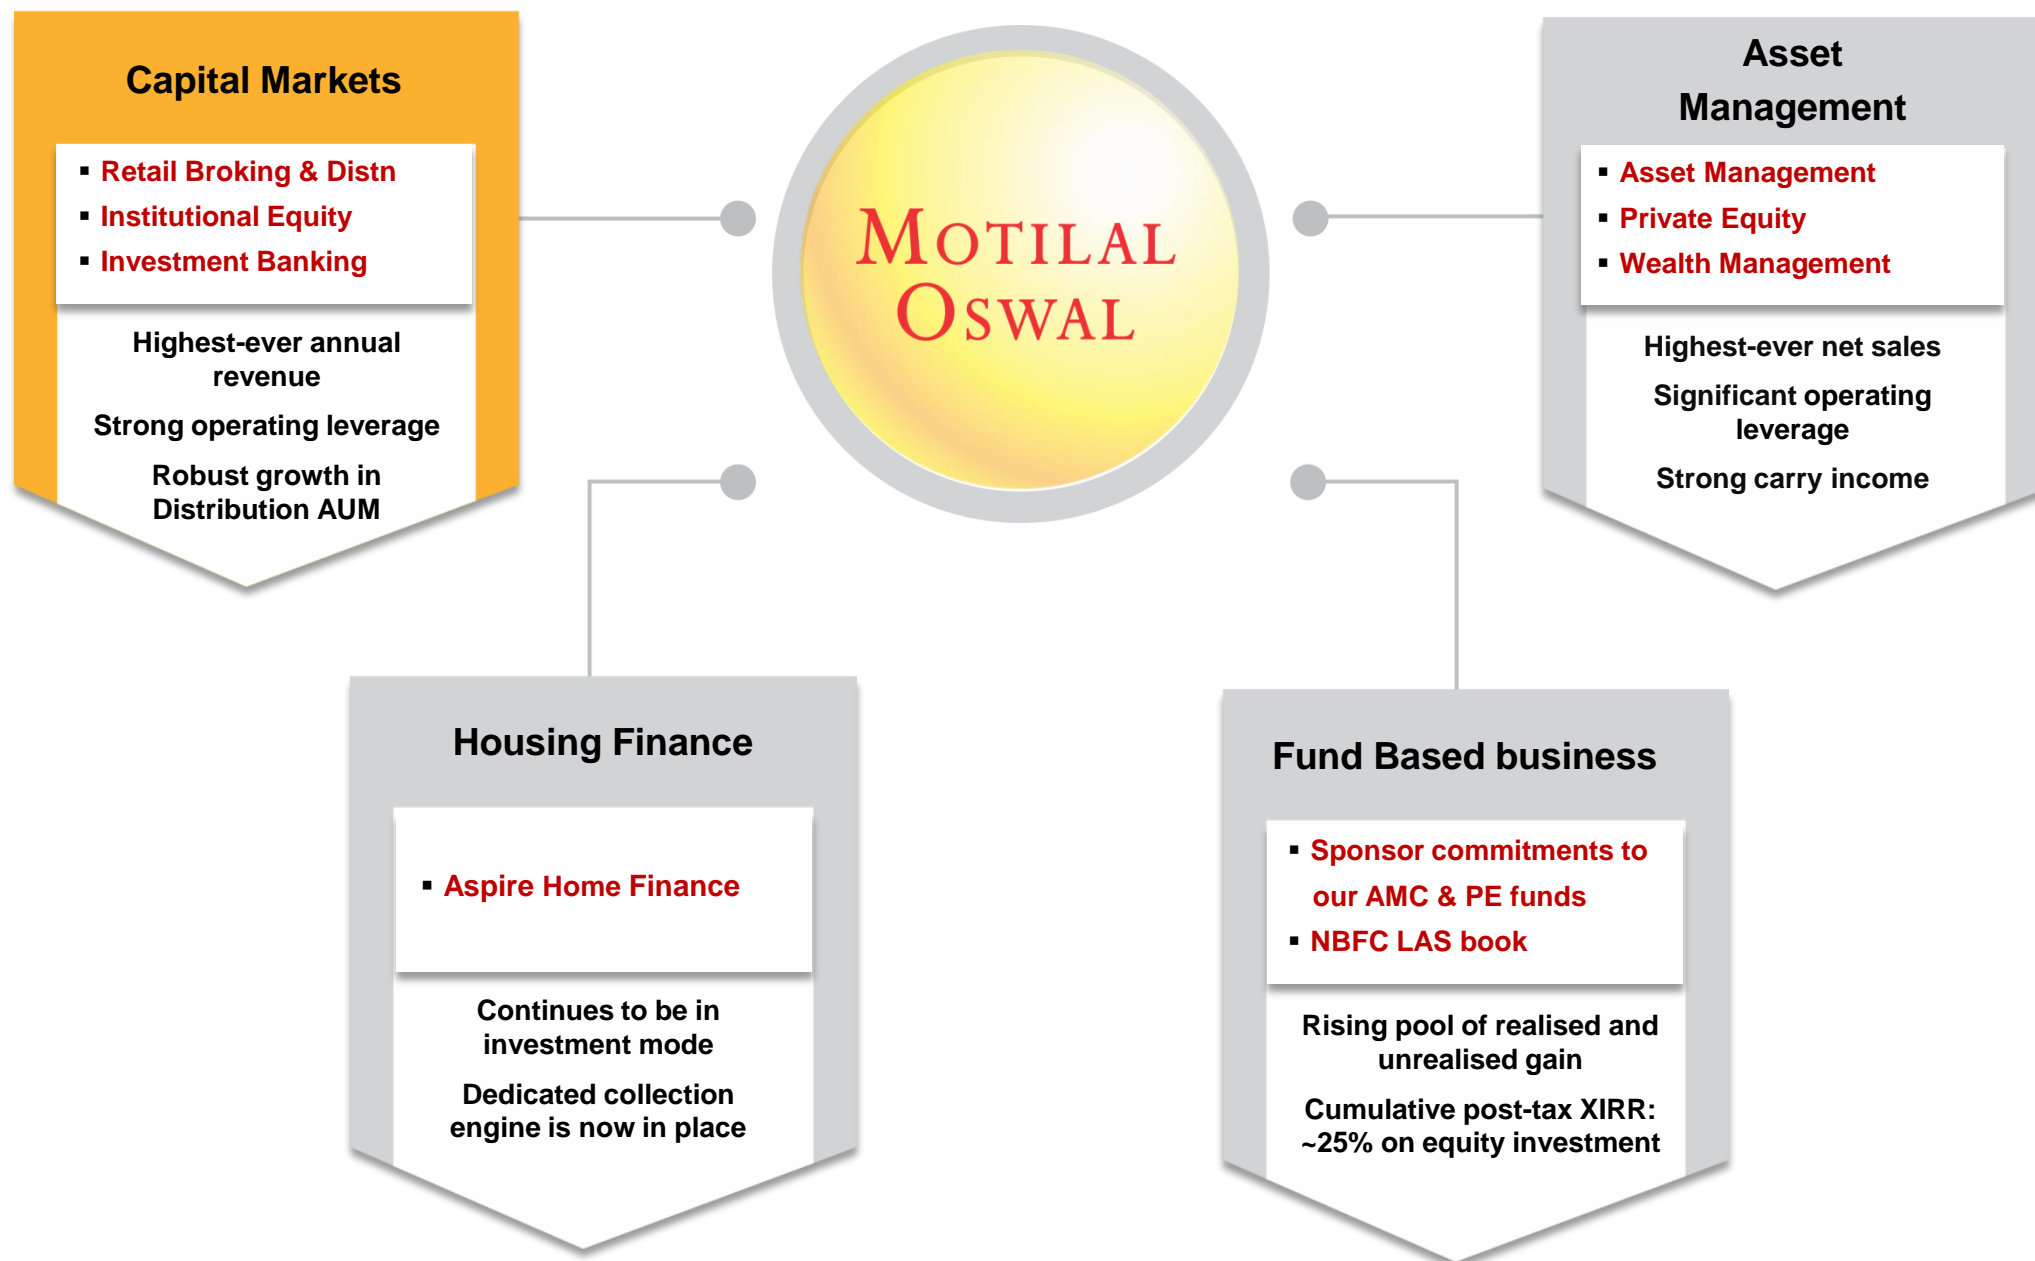 Capital Markets
▪ Retail Broking & Distn
▪ Institutional Equity
▪ Investment Banking
Highest-ever annual
revenue
Strong operating leverage
Robust growth in
Distribution AUM
MOTILAL
OSWAL
Asset
Management
▪ Asset Management
▪ Private Equity
▪ Wealth Management
Highest-ever net sales
Significant operating
leverage
Strong carry income
Housing Finance
▪ Aspire Home Finance
Continues to be in
investment mode
Dedicated collection
engine is now in place
Fund Based business
▪ Sponsor commitments to
our AMC & PE funds
▪ NBFC LAS book
Rising pool of realised and
unrealised gain
Cumulative post-tax XIRR:
~25% on equity investment